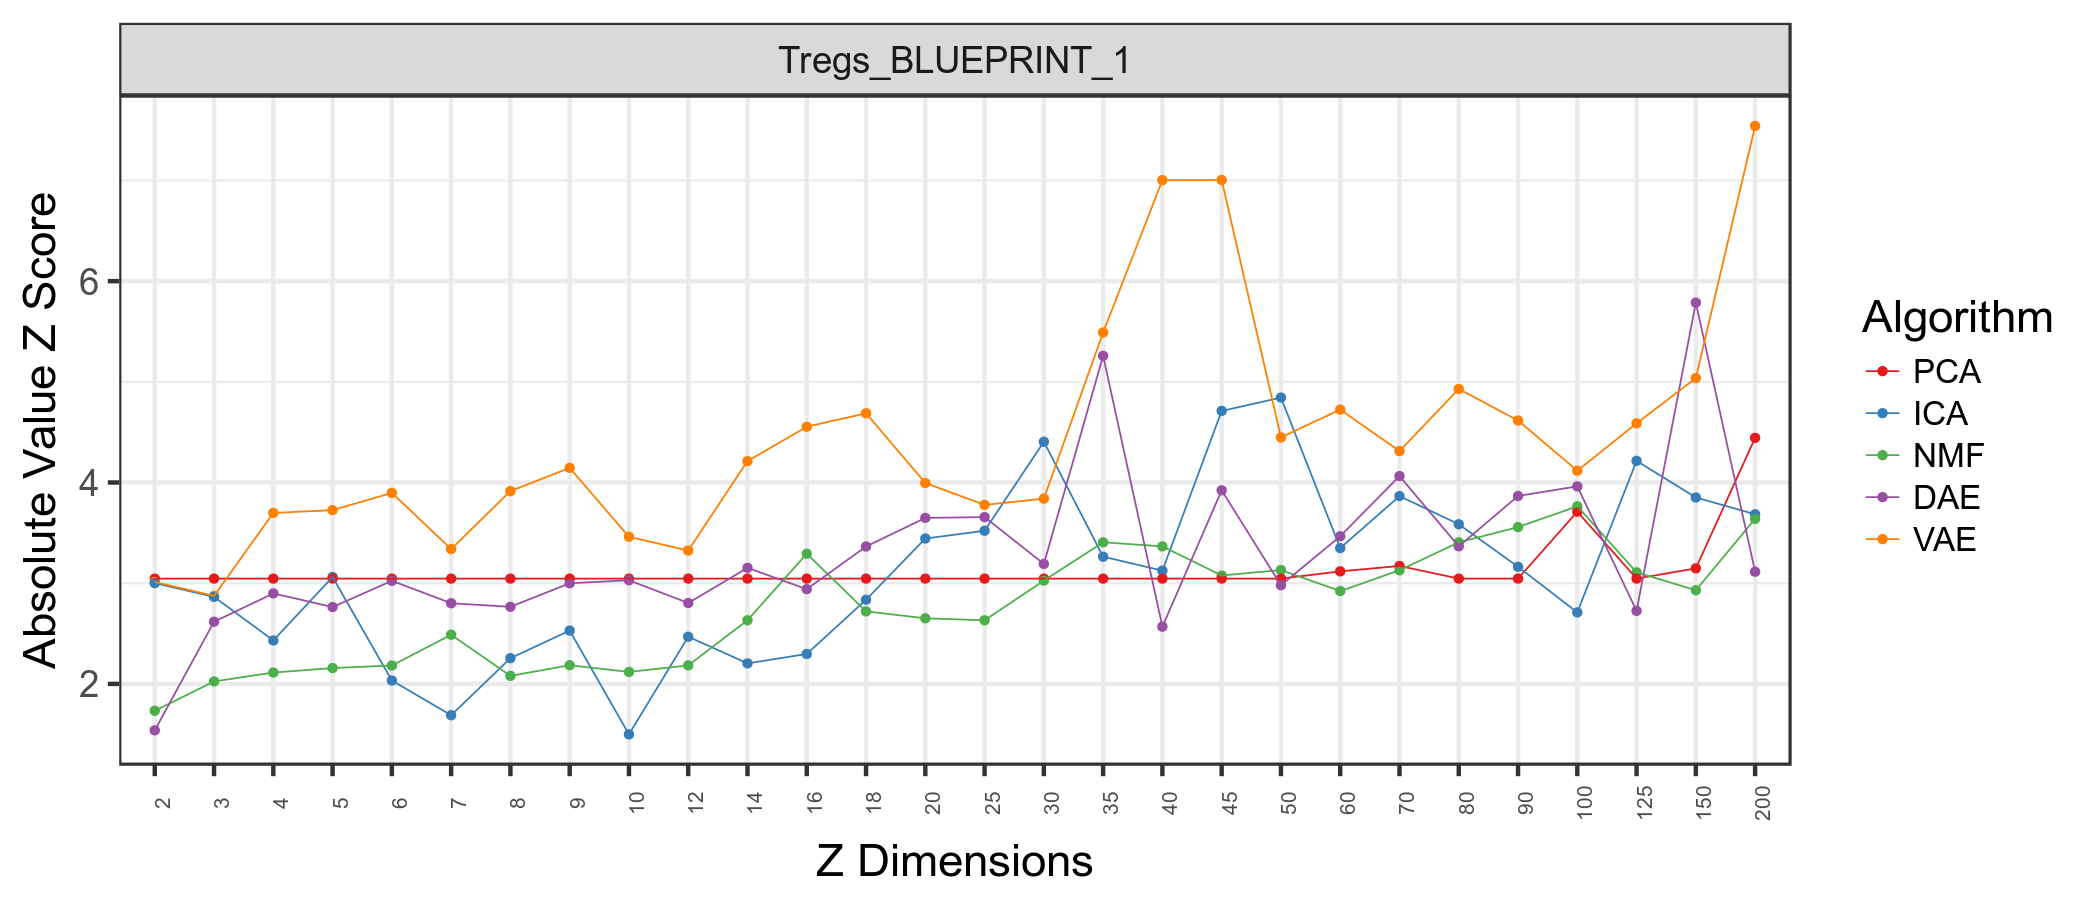 Tregs_BLUEPRINT_1
Absolute Value Z Score
6
4
2
2 3 4 5 6 7 8 9 10 12 14 16 18 20 25 30 35 40 45 50 60 70 80 90 100 125 150 200
Z Dimensions
Algorithm
PCA
ICA
NMF
DAE
VAE